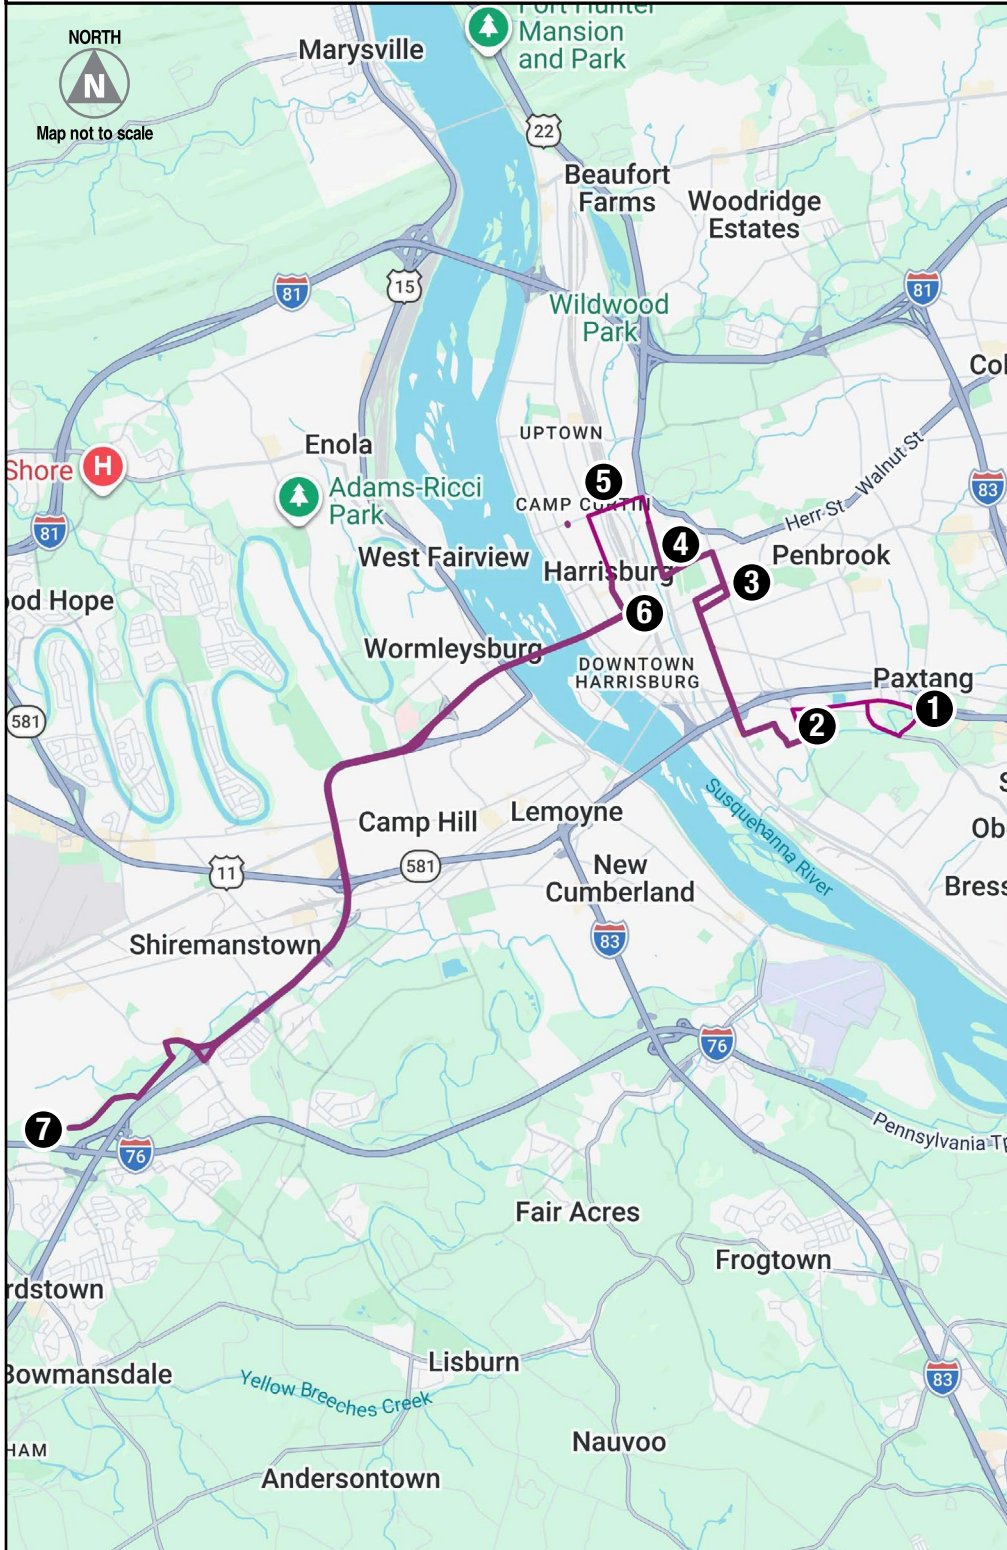 Fort Hunter
Mansion
and Park
NORTH
N
Map not to scale
Marysville
22
Beaufort
Farms
Woodridge
Estates
81
15
81
Wildwood
Park
Col
UPTOWN
Enola
Shore
H
Adams-Ricci
Park
5
CAMP CURTIN
Herr St
Walnut St
83
81
4
West Fairview
Harrisburg
Penbrook
3
ood Hope
6
Wormleysburg
DOWNTOWN
HARRISBURG
Paxtang
1
2
581
Susquehanna River
Camp Hill
Lemoyne
S
Ob
11
581
New
Cumberland
Bress
Shiremanstown
83
76
7
76
Pennsylvania T
Fair Acres
Frogtown
rdstown
Bowmansdale
Lisburn
Yellow Breeches Creek
83
HAM
Nauvoo
Andersontown